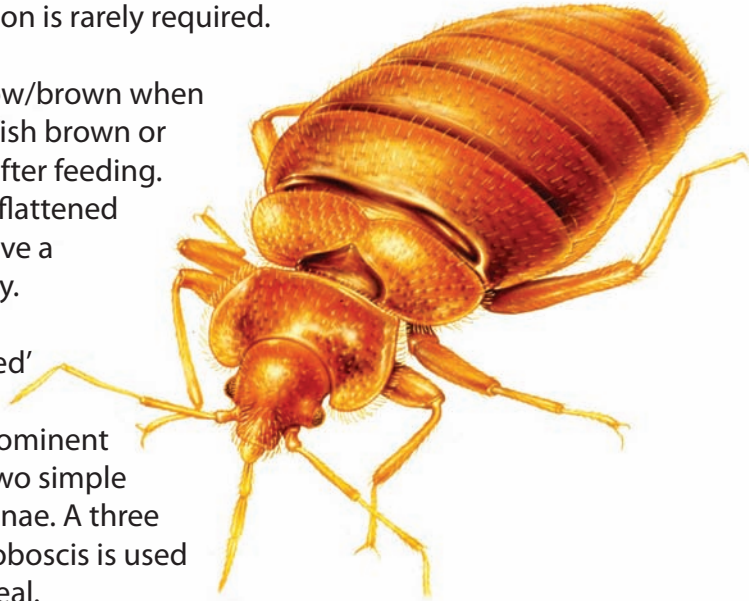 on is rarely required.
ow/brown when
ish brown or
fter feeding.
flattened
ve a
y.
ed’
ominent
wo simple
nae. A three
oboscis is used
eal.